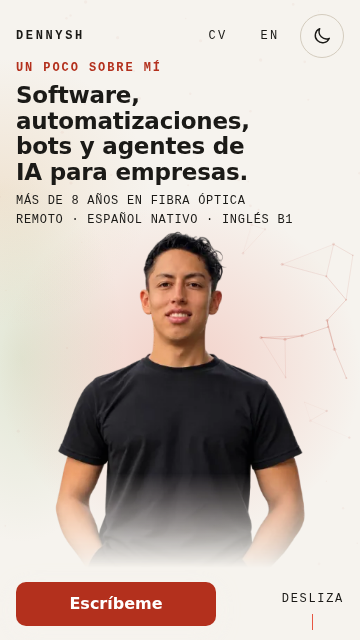 DENNYSH
CV
EN
UN POCO SOBRE MÍ
Software,
automatizaciones,
bots y agentes de
IA para empresas.
MÁS DE 8 AÑOS EN FIBRA ÓPTICA
REMOTO · ESPAÑOL NATIVO · INGLÉS B1
Escríbeme
DESLIZA